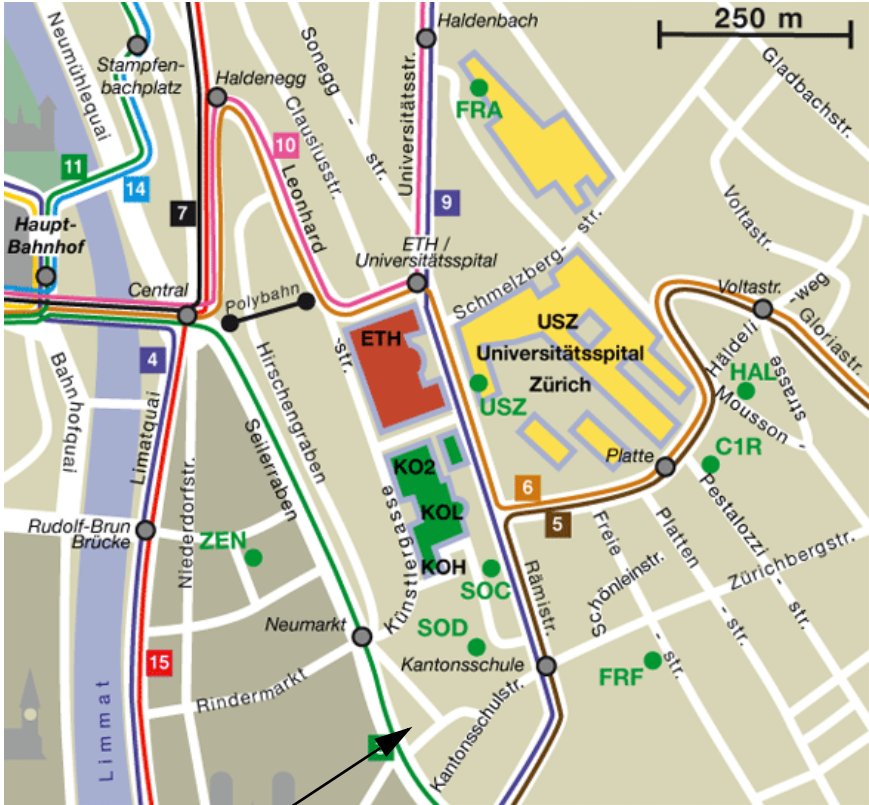 250 m
Haldenbach
Neumühlequai
Stampfen-
bachplatz
Sonegg -
str.
Gladbachstr.
Haldenegg
Clausiusstr.
Universitätsstr.
FRA
10
11
14
7
Leonhard
-str.
9
Voltastr.
Haupt-
Bahnhof
ETH /
Universitätsspital
Schmelzberg-
str.
Central
Polybahn
Voltastr.
Häldeli
-weg
Gloriastr.
ETH
USZ
Universitätsspital
Zürich
4
Bahnhofquai
Limatquai
Hirschengraben
USZ
HAL
Mousson -
strasse
Niederdorfstr.
Seilerraben
C1R
Platte
KO2
KOL
KOH
6
5
Rudolf-Brun
Brücke
ZEN
Künstlergasse
SOC
SOD
Rämistr.
Freie
- str.
Platten
- str.
Pestalozzi
- str.
Schönleinstr.
Zürichbergstr.
Neumarkt
Kantonsschule
FRF
15
Rindermarkt
Kantonsschulstr.
Limmat